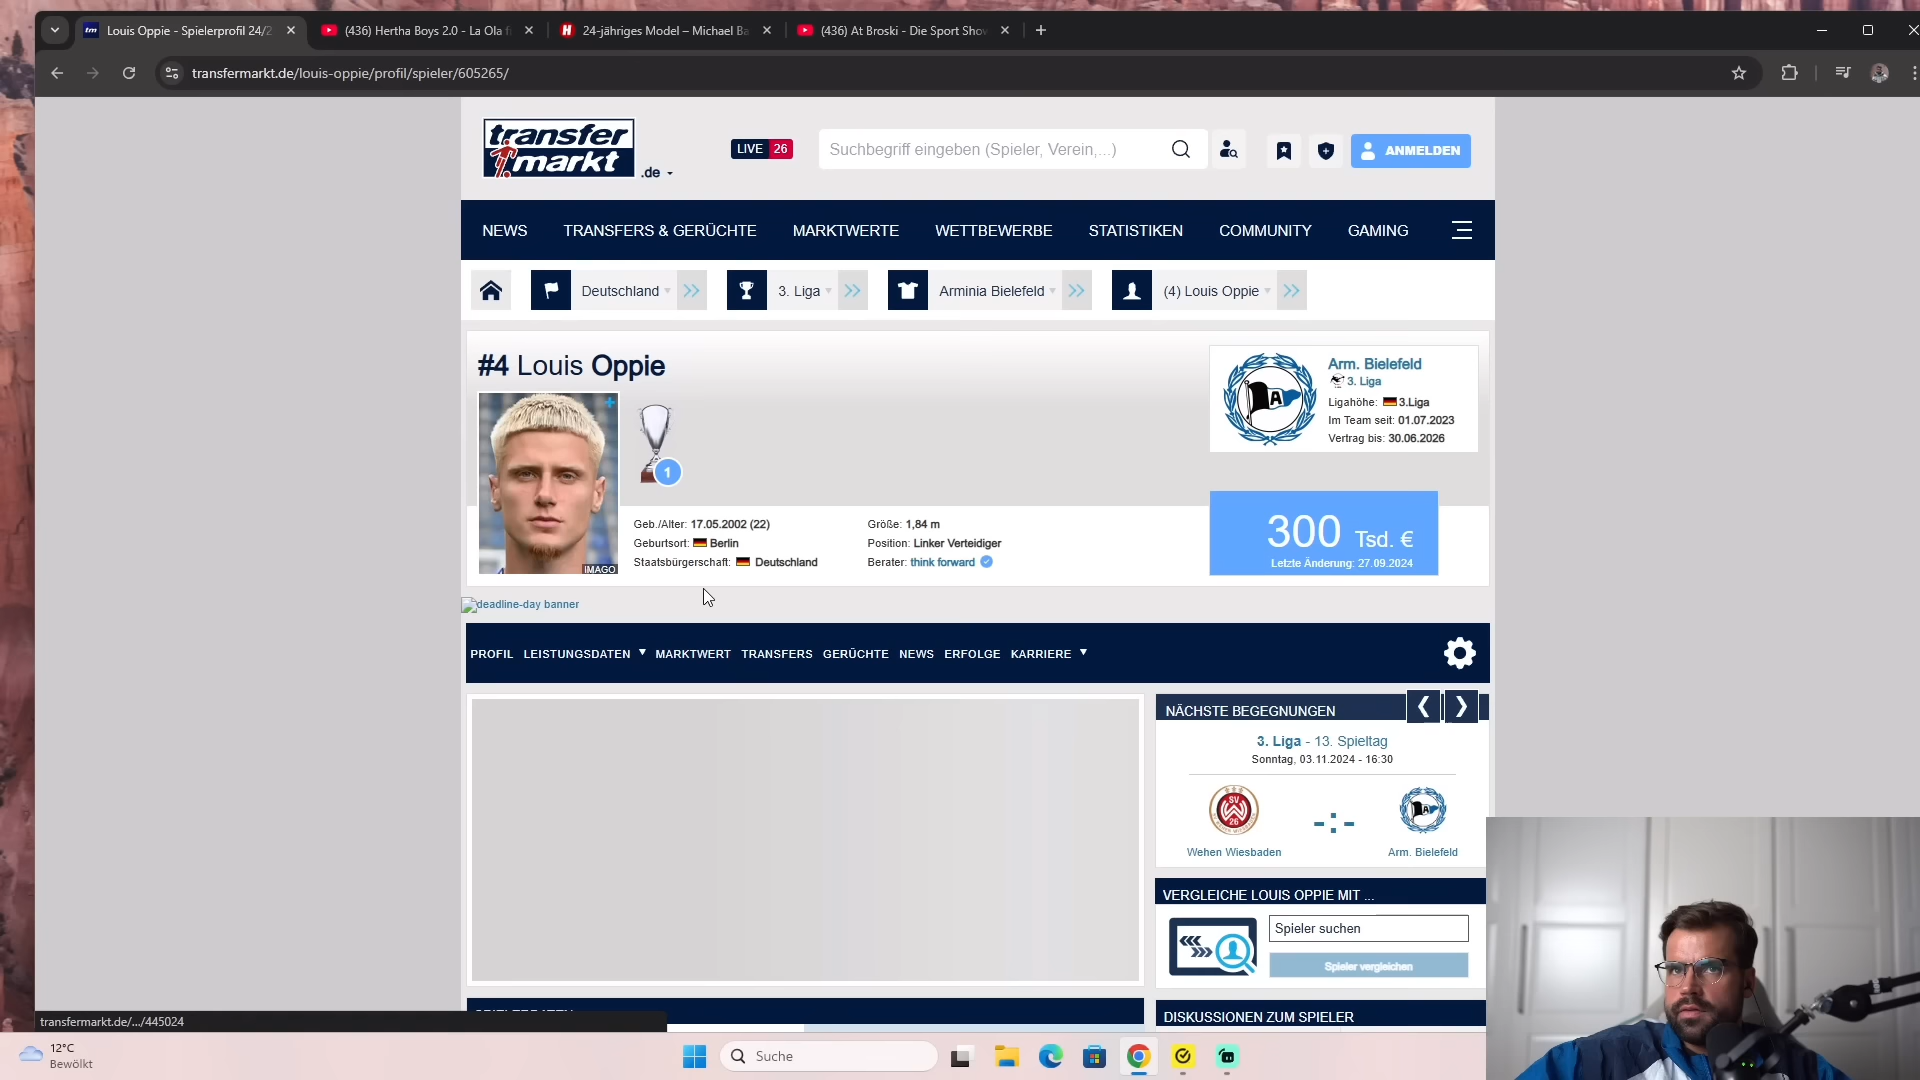 Louis Oppie - Spielerprofil 24/2
(436) Hertha Boys 2.0 - La Ola f
24-jähriges Model – Michael Ba
(436) At Broski - Die Sport Show
transfermarkt.de/louis-oppie/profil/spieler/605265/
transfer
markt
.de
LIVE 26
Suchbegriff eingeben (Spieler, Verein,...)
ANMELDEN
NEWS
TRANSFERS & GERÜCHTE
MARKTWERTE
WETTBEWERBE
STATISTIKEN
COMMUNITY
GAMING
Deutschland
3. Liga
Arminia Bielefeld
(4) Louis Oppie
#4 Louis Oppie
IMAGO
1
Geb./Alter: 17.05.2002 (22)
Geburtsort: Berlin
Staatsbürgerschaft: Deutschland
Größe: 1,84 m
Position: Linker Verteidiger
Berater: think forward
A
Arm. Bielefeld
3. Liga
Ligahöhe: 3.Liga
Im Team seit: 01.07.2023
Vertrag bis: 30.06.2026
300 Tsd. €
Letzte Änderung: 27.09.2024
deadline-day banner
PROFIL LEISTUNGSDATEN MARKTWERT TRANSFERS GERÜCHTE NEWS ERFOLGE KARRIERE
NÄCHSTE BEGEGNUNGEN
3. Liga - 13. Spieltag
Sonntag, 03.11.2024 - 16:30
-:-
Wehen Wiesbaden
Arm. Bielefeld
VERGLEICHE LOUIS OPPIE MIT ...
Spieler suchen
Spieler vergleichen
DISKUSSIONEN ZUM SPIELER
transfermarkt.de/.../445024
12°C
Bewölkt
Suche